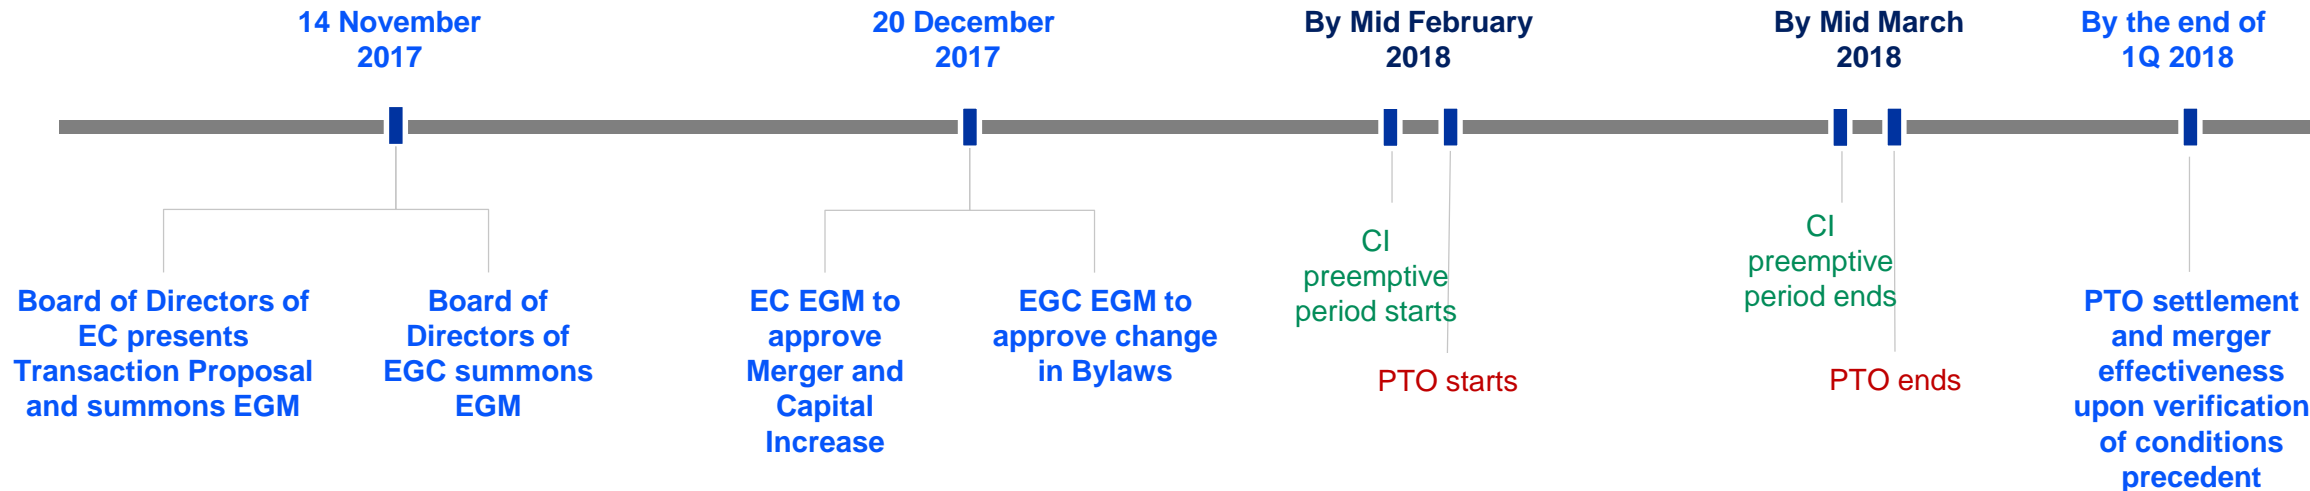 14 November
2017
20 December
2017
By Mid February
2018
By Mid March
2018
By the end of
1Q 2018
Board of Directors of
EC presents
Transaction Proposal
and summons EGM
Board of
Directors of
EGC summons
EGM
EC EGM to
approve
Merger and
Capital
Increase
EGC EGM to
approve change
in Bylaws
CI
preemptive
period starts
PTO starts
CI
preemptive
period ends
PTO ends
PTO settlement
and merger
effectiveness
upon verification
of conditions
precedent